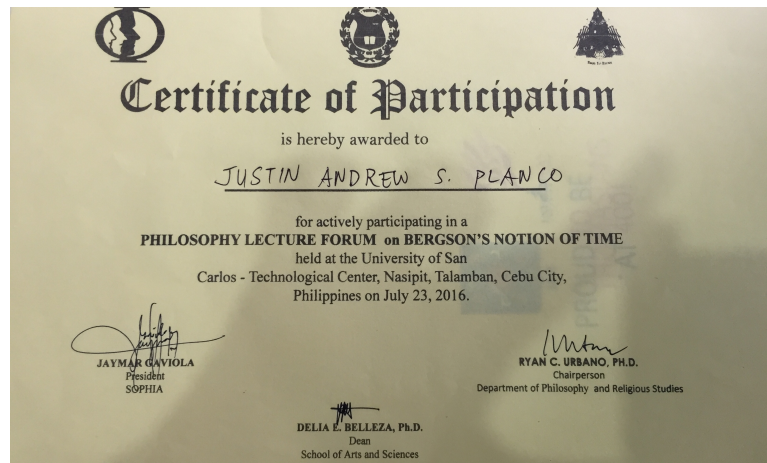 Certificate of Participation
is hereby awarded to
JUSTIN ANDREW S. PLANCO
for actively participating in a
PHILOSOPHY LECTURE FORUM on BERGSON'S NOTION OF TIME
held at the University of San
Carlos - Technological Center, Nasipit, Talamban, Cebu City,
Philippines on July 23, 2016.
JAYMAR GAVIOLA
President
SOPHIA
RYAN C. URBANO, PH.D.
Chairperson
Department of Philosophy and Religious Studies
DELIA E. BELLEZA, Ph.D.
Dean
School of Arts and Sciences